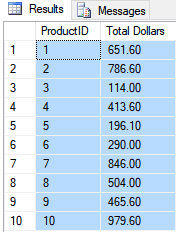 Results Messages
ProductID Total Dollars
1 1 651.60
2 2 786.60
3 3 114.00
4 4 413.60
5 5 196.10
6 6 290.00
7 7 846.00
8 8 504.00
9 9 465.60
10 10 979.60